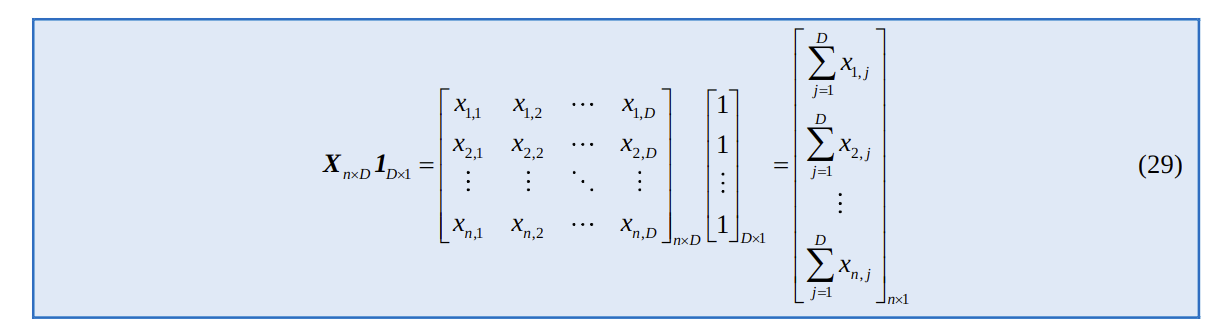 $$\boldsymbol{X}_{n \times D} \boldsymbol{1}_{D \times 1} = \begin{bmatrix} x_{1,1} & x_{1,2} & \cdots & x_{1,D} \\ x_{2,1} & x_{2,2} & \cdots & x_{2,D} \\ \vdots & \vdots & \ddots & \vdots \\ x_{n,1} & x_{n,2} & \cdots & x_{n,D} \end{bmatrix}_{n \times D} \begin{bmatrix} 1 \\ 1 \\ \vdots \\ 1 \end{bmatrix}_{D \times 1} = \begin{bmatrix} \sum_{j=1}^{D} x_{1,j} \\ \sum_{j=1}^{D} x_{2,j} \\ \vdots \\ \sum_{j=1}^{D} x_{n,j} \end{bmatrix}_{n \times 1} \quad (29)$$